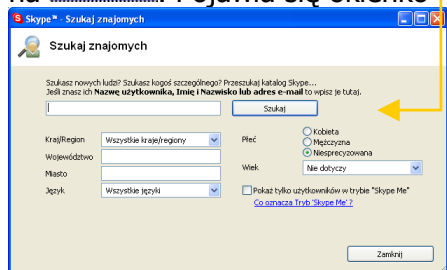 na . Pojawia się okienko
Skype™ - Szukaj znajomych
Szukaj znajomych
Szukasz nowych ludzi? Szukasz kogoś szczególnego? Przeszukaj katalog Skype...
Jeśli znasz ich Nazwę użytkownika, Imię i Nazwisko lub adres e-mail to wpisz je tutaj.
Szukaj
Kraj/Region Wszystkie kraje/regiony
Województwo
Miasto
Język Wszystkie języki
Płeć Kobieta
Mężczyzna
Niesprecyzowana
Wiek Nie dotyczy
Pokaż tylko użytkowników w trybie "Skype Me"
Co oznacza Tryb 'Skype Me' ?
Zamknij